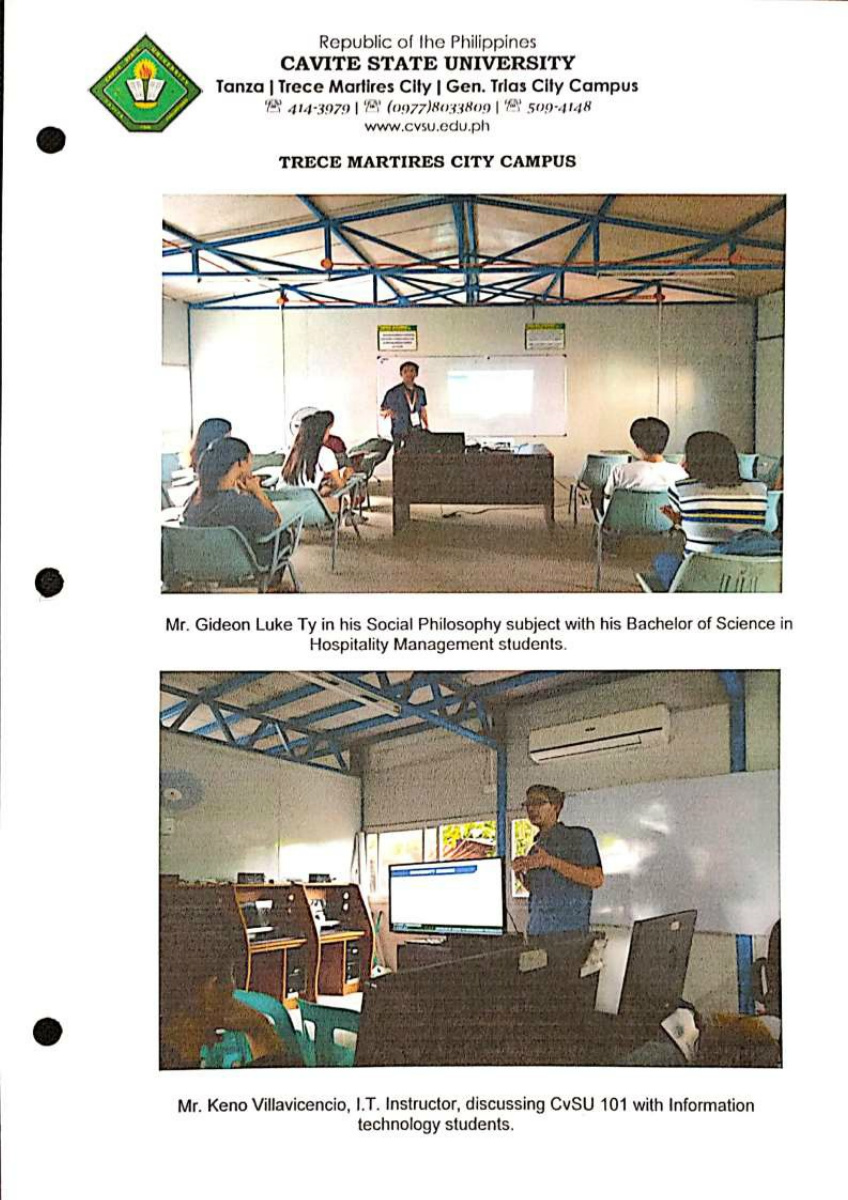 Republic of the Philippines
CAVITE STATE UNIVERSITY
Tanza | Trece Martires City | Gen. Trias City Campus
☏ 414-3979 | ☏ (0977)8033809 | ☏ 509-4148
www.cvsu.edu.ph
TRECE MARTIRES CITY CAMPUS
Mr. Gideon Luke Ty in his Social Philosophy subject with his Bachelor of Science in
Hospitality Management students.
Mr. Keno Villavicencio, I.T. Instructor, discussing CvSU 101 with Information
technology students.